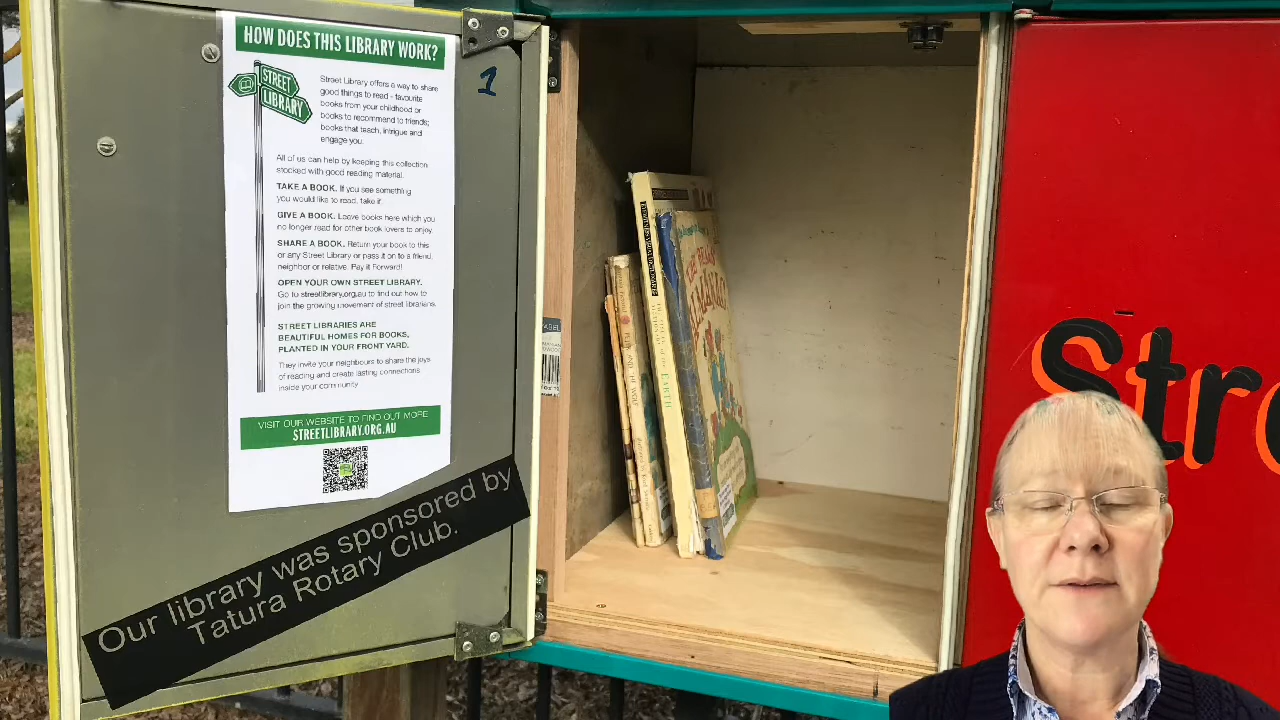 HOW DOES THIS LIBRARY WORK?
STREET
LIBRARY
Street Library offers a way to share
good things to read - favourite
books from your childhood or
books to recommend to friends;
books that teach, intrigue and
engage you.
All of us can help by keeping this collection
stocked with good reading material.
TAKE A BOOK. If you see something
you would like to read, take it.
GIVE A BOOK. Leave books here which you
no longer read for other book lovers to enjoy.
SHARE A BOOK. Return your book to this
or any Street Library or pass it on to a friend,
neighbor or relative. Pay it Forward!
OPEN YOUR OWN STREET LIBRARY.
Go to streetlibrary.org.au to find out how to
join the growing movement of street librarians.
STREET LIBRARIES ARE
BEAUTIFUL HOMES FOR BOOKS,
PLANTED IN YOUR FRONT YARD.
They invite your neighbours to share the joys
of reading and create lasting connections
inside your community
VISIT OUR WEBSITE TO FIND OUT MORE
STREETLIBRARY.ORG.AU
1
Our library was sponsored by
Tatura Rotary Club.
PETER AND THE WOLF
EARTH
ALMANAC
Stre